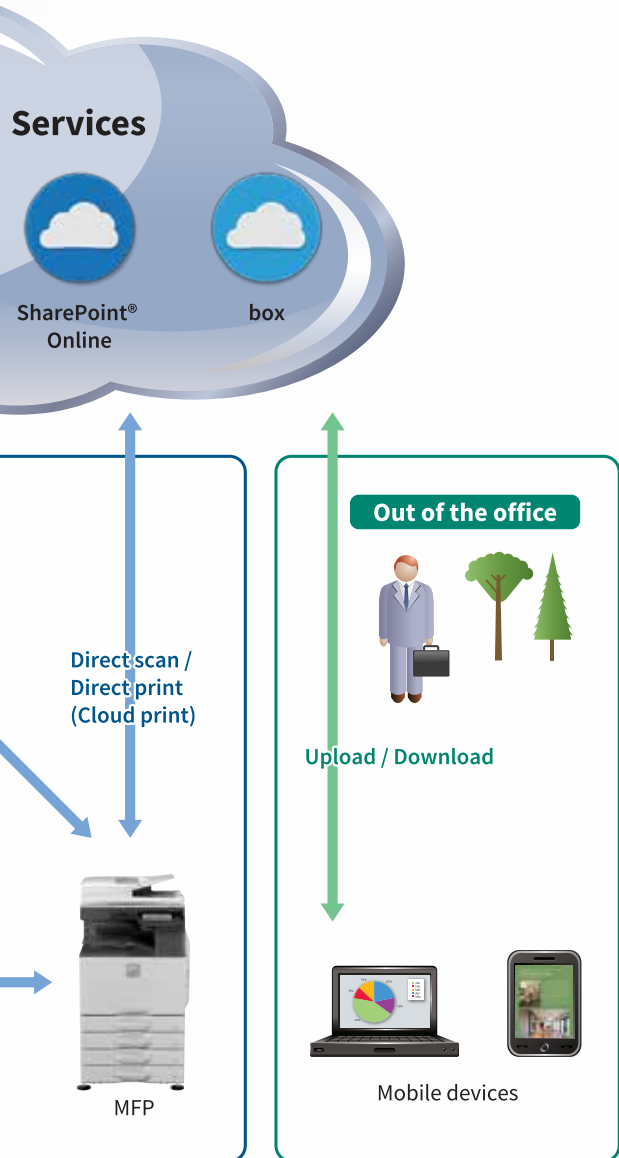 Services
SharePoint®
Online
box
Out of the office
Direct scan /
Direct print
(Cloud print)
Upload / Download
MFP
Mobile devices